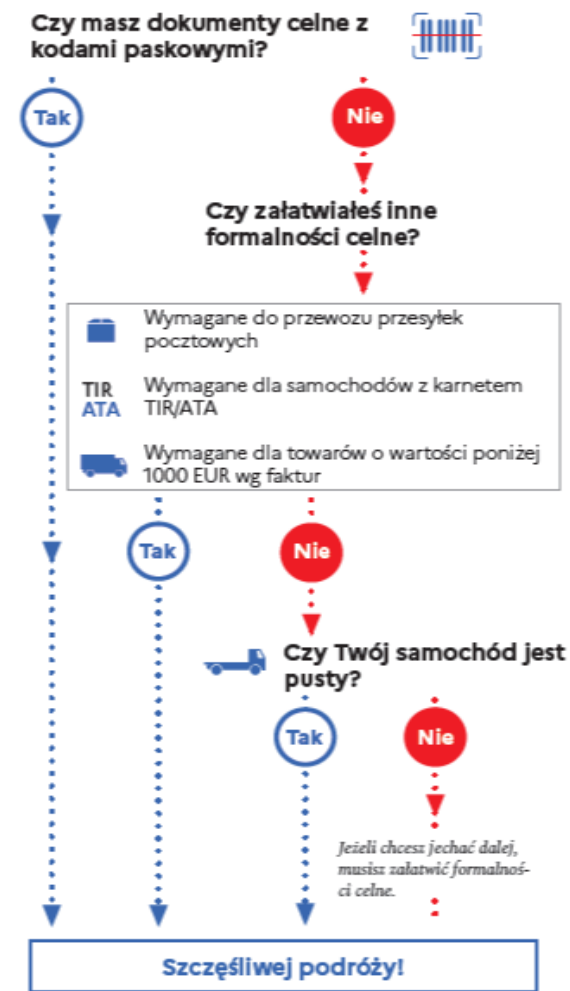 Czy masz dokumenty celne z
kodami paskowymi?
Tak
Nie
Czy załatwiałeś inne
formalności celne?
Wymagane do przewozu przesyłek
pocztowych
TIR
ATA
Wymagane dla samochodów z karnetem
TIR/ATA
Wymagane dla towarów o wartości poniżej
1000 EUR wg faktur
Tak
Nie
Czy Twój samochód jest
pusty?
Tak
Nie
Jeżeli chcesz jechać dalej,
musisz załatwić formalnoś-
ci celne.
Szczęśliwej podróży!